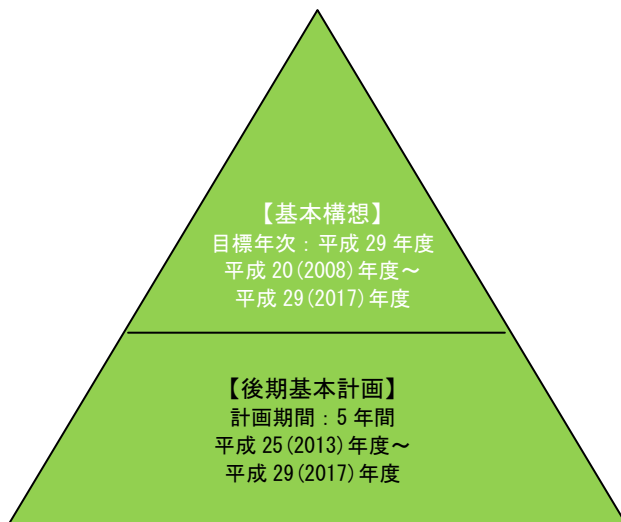 【基本構想】
目標年次：平成 29 年度
平成 20(2008)年度～
平成 29(2017)年度
【後期基本計画】
計画期間：5 年間
平成 25(2013)年度～
平成 29(2017)年度